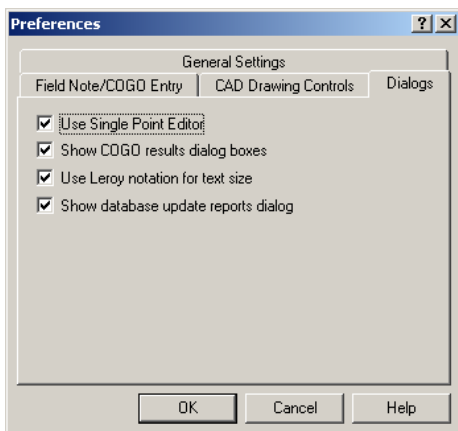 Preferences
General Settings
Field Note/COGO Entry CAD Drawing Controls Dialogs
Use Single Point Editor
Show COGO results dialog boxes
Use Leroy notation for text size
Show database update reports dialog
OK Cancel Help